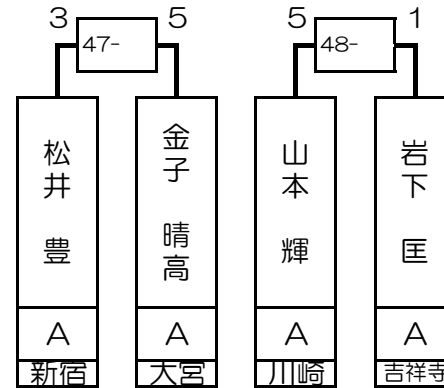 3 5 5 1
47- 48-
松井 豊
金子 晴高
山本 輝
岩下 匡
A A A A
新宿 大宮 川崎 吉祥寺